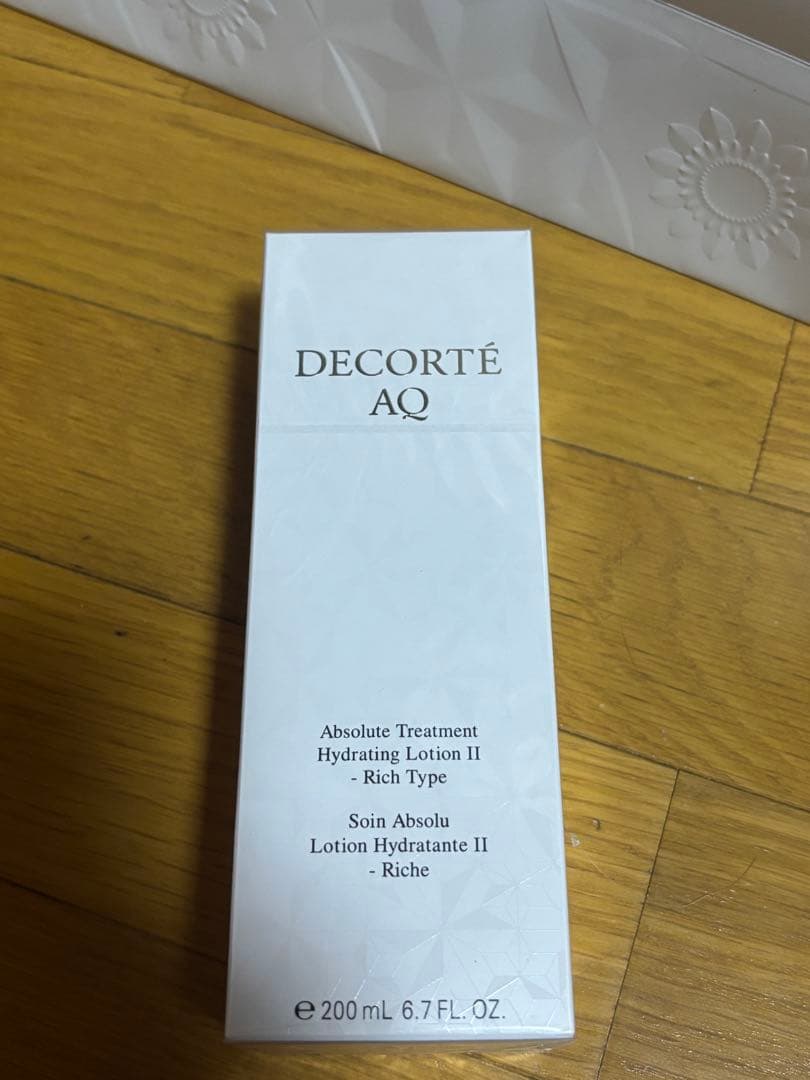 DECORTÉ
AQ
Absolute Treatment
Hydrating Lotion II
- Rich Type
Soin Absolu
Lotion Hydratante II
- Riche
℮ 200 mL 6.7 FL. OZ.